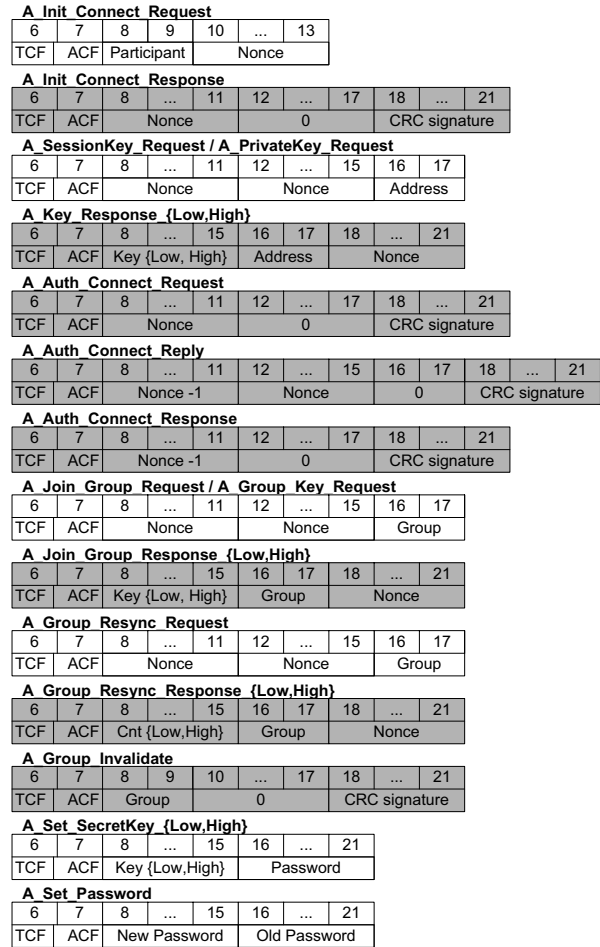 A_Init_Connect_Request
6 7 8 9 10 ... 13
TCF ACF Participant Nonce
A_Init_Connect_Response
6 7 8 ... 11 12 ... 17 18 ... 21
TCF ACF Nonce 0 CRC signature
A_SessionKey_Request / A_PrivateKey_Request
6 7 8 ... 11 12 ... 15 16 17
TCF ACF Nonce Nonce Address
A_Key_Response_{Low,High}
6 7 8 ... 15 16 17 18 ... 21
TCF ACF Key {Low, High} Address Nonce
A_Auth_Connect_Request
6 7 8 ... 11 12 ... 17 18 ... 21
TCF ACF Nonce 0 CRC signature
A_Auth_Connect_Reply
6 7 8 ... 11 12 ... 15 16 17 18 ... 21
TCF ACF Nonce -1 Nonce 0 CRC signature
A_Auth_Connect_Response
6 7 8 ... 11 12 ... 17 18 ... 21
TCF ACF Nonce -1 0 CRC signature
A_Join_Group_Request / A_Group_Key_Request
6 7 8 ... 11 12 ... 15 16 17
TCF ACF Nonce Nonce Group
A_Join_Group_Response_{Low,High}
6 7 8 ... 15 16 17 18 ... 21
TCF ACF Key {Low, High} Group Nonce
A_Group_Resync_Request
6 7 8 ... 11 12 ... 15 16 17
TCF ACF Nonce Nonce Group
A_Group_Resync_Response_{Low,High}
6 7 8 ... 15 16 17 18 ... 21
TCF ACF Cnt {Low,High} Group Nonce
A_Group_Invalidate
6 7 8 9 10 ... 17 18 ... 21
TCF ACF Group 0 CRC signature
A_Set_SecretKey_{Low,High}
6 7 8 ... 15 16 ... 21
TCF ACF Key {Low,High} Password
A_Set_Password
6 7 8 ... 15 16 ... 21
TCF ACF New Password Old Password